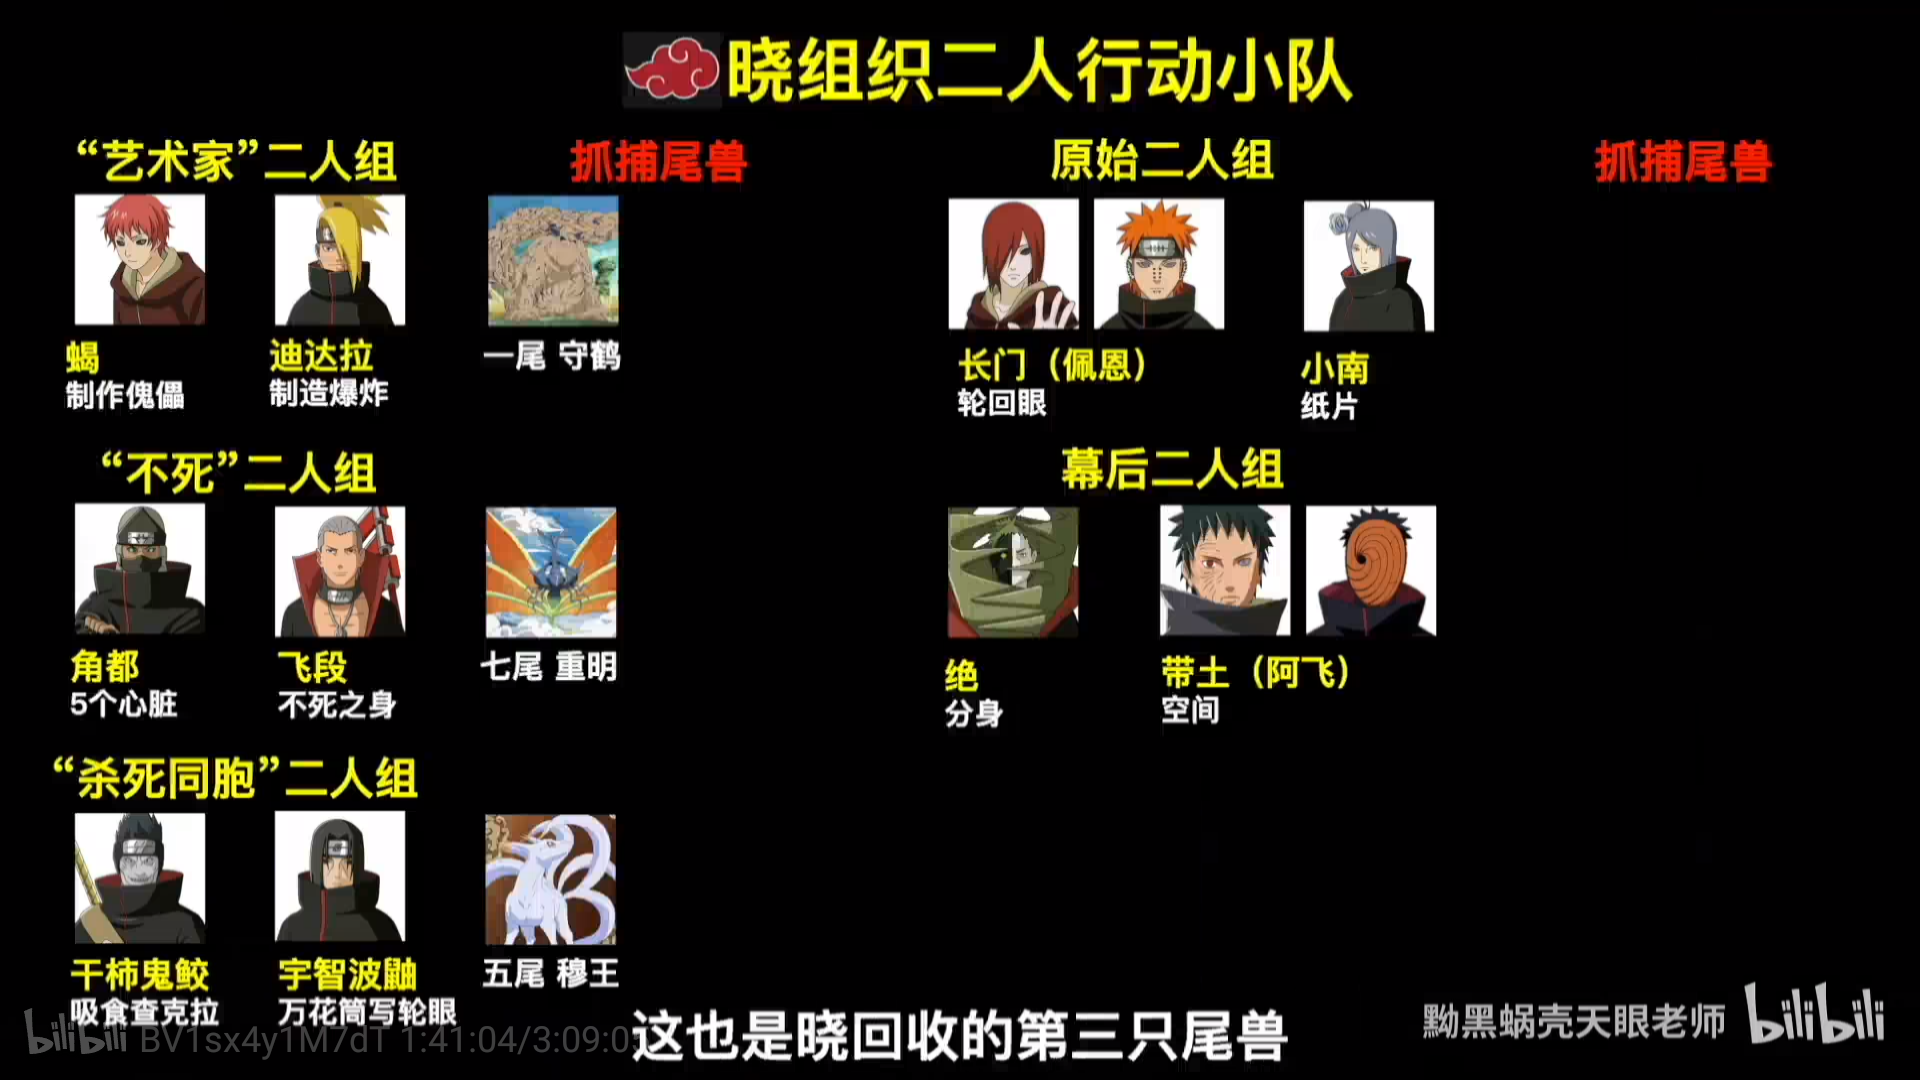 晓组织二人行动小队
“艺术家”二人组
抓捕尾兽
蝎
制作傀儡
迪达拉
制造爆炸
一尾 守鹤
“不死”二人组
角都
5个心脏
飞段
不死之身
七尾 重明
“杀死同胞”二人组
干柿鬼鲛
吸食查克拉
宇智波鼬
万花筒写轮眼
五尾 穆王
原始二人组
抓捕尾兽
长门（佩恩）
轮回眼
小南
纸片
幕后二人组
绝
分身
带土（阿飞）
空间
这也是晓回收的第三只尾兽
黝黑蜗壳天眼老师 bilibili
bilibili BV1sx4y1M7dT 1:41:04/3:09:0